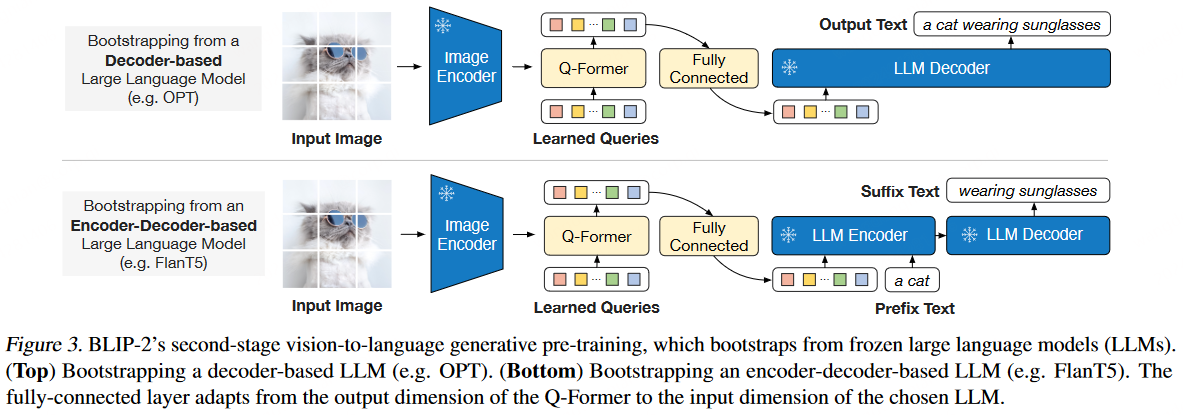 Bootstrapping from a
Decoder-based
Large Language Model
(e.g. OPT)
Input Image
Image
Encoder
Q-Former
Learned Queries
Fully
Connected
Output Text
a cat wearing sunglasses
LLM Decoder
Bootstrapping from an
Encoder-Decoder-based
Large Language Model
(e.g. FlanT5)
Input Image
Image
Encoder
Q-Former
Learned Queries
Fully
Connected
Suffix Text
wearing sunglasses
LLM Encoder
LLM Decoder
a cat
Prefix Text
Figure 3. BLIP-2's second-stage vision-to-language generative pre-training, which bootstraps from frozen large language models (LLMs).
(Top) Bootstrapping a decoder-based LLM (e.g. OPT). (Bottom) Bootstrapping an encoder-decoder-based LLM (e.g. FlanT5). The
fully-connected layer adapts from the output dimension of the Q-Former to the input dimension of the chosen LLM.